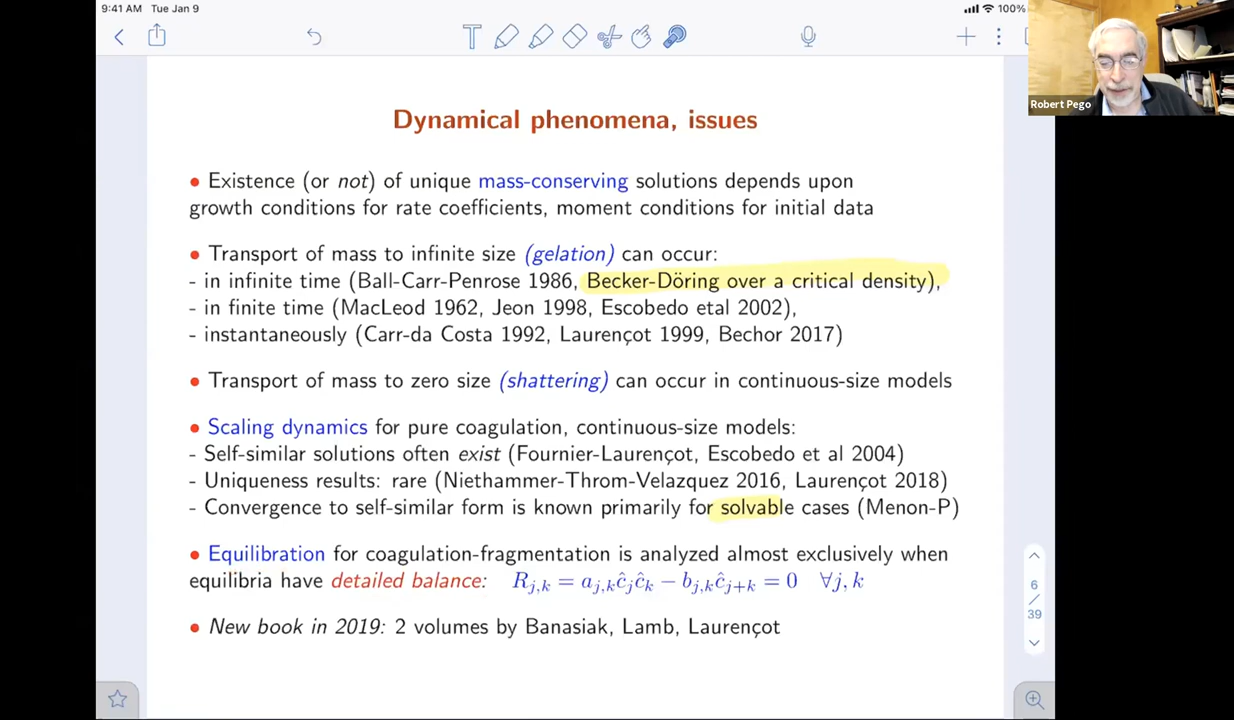 9:41 AM Tue Jan 9
100%
Robert Pego
Dynamical phenomena, issues
• Existence (or not) of unique mass-conserving solutions depends upon
growth conditions for rate coefficients, moment conditions for initial data
• Transport of mass to infinite size (gelation) can occur:
- in infinite time (Ball-Carr-Penrose 1986, Becker-Döring over a critical density),
- in finite time (MacLeod 1962, Jeon 1998, Escobedo etal 2002),
- instantaneously (Carr-da Costa 1992, Laurençot 1999, Bechor 2017)
• Transport of mass to zero size (shattering) can occur in continuous-size models
• Scaling dynamics for pure coagulation, continuous-size models:
- Self-similar solutions often exist (Fournier-Laurençot, Escobedo et al 2004)
- Uniqueness results: rare (Niethammer-Throm-Velazquez 2016, Laurençot 2018)
- Convergence to self-similar form is known primarily for solvable cases (Menon-P)
• Equilibration for coagulation-fragmentation is analyzed almost exclusively when
equilibria have detailed balance: R_{j,k} = a_{j,k}ĉ_jĉ_k − b_{j,k}ĉ_{j+k} = 0 ∀j, k
• New book in 2019: 2 volumes by Banasiak, Lamb, Laurençot
6
/
39